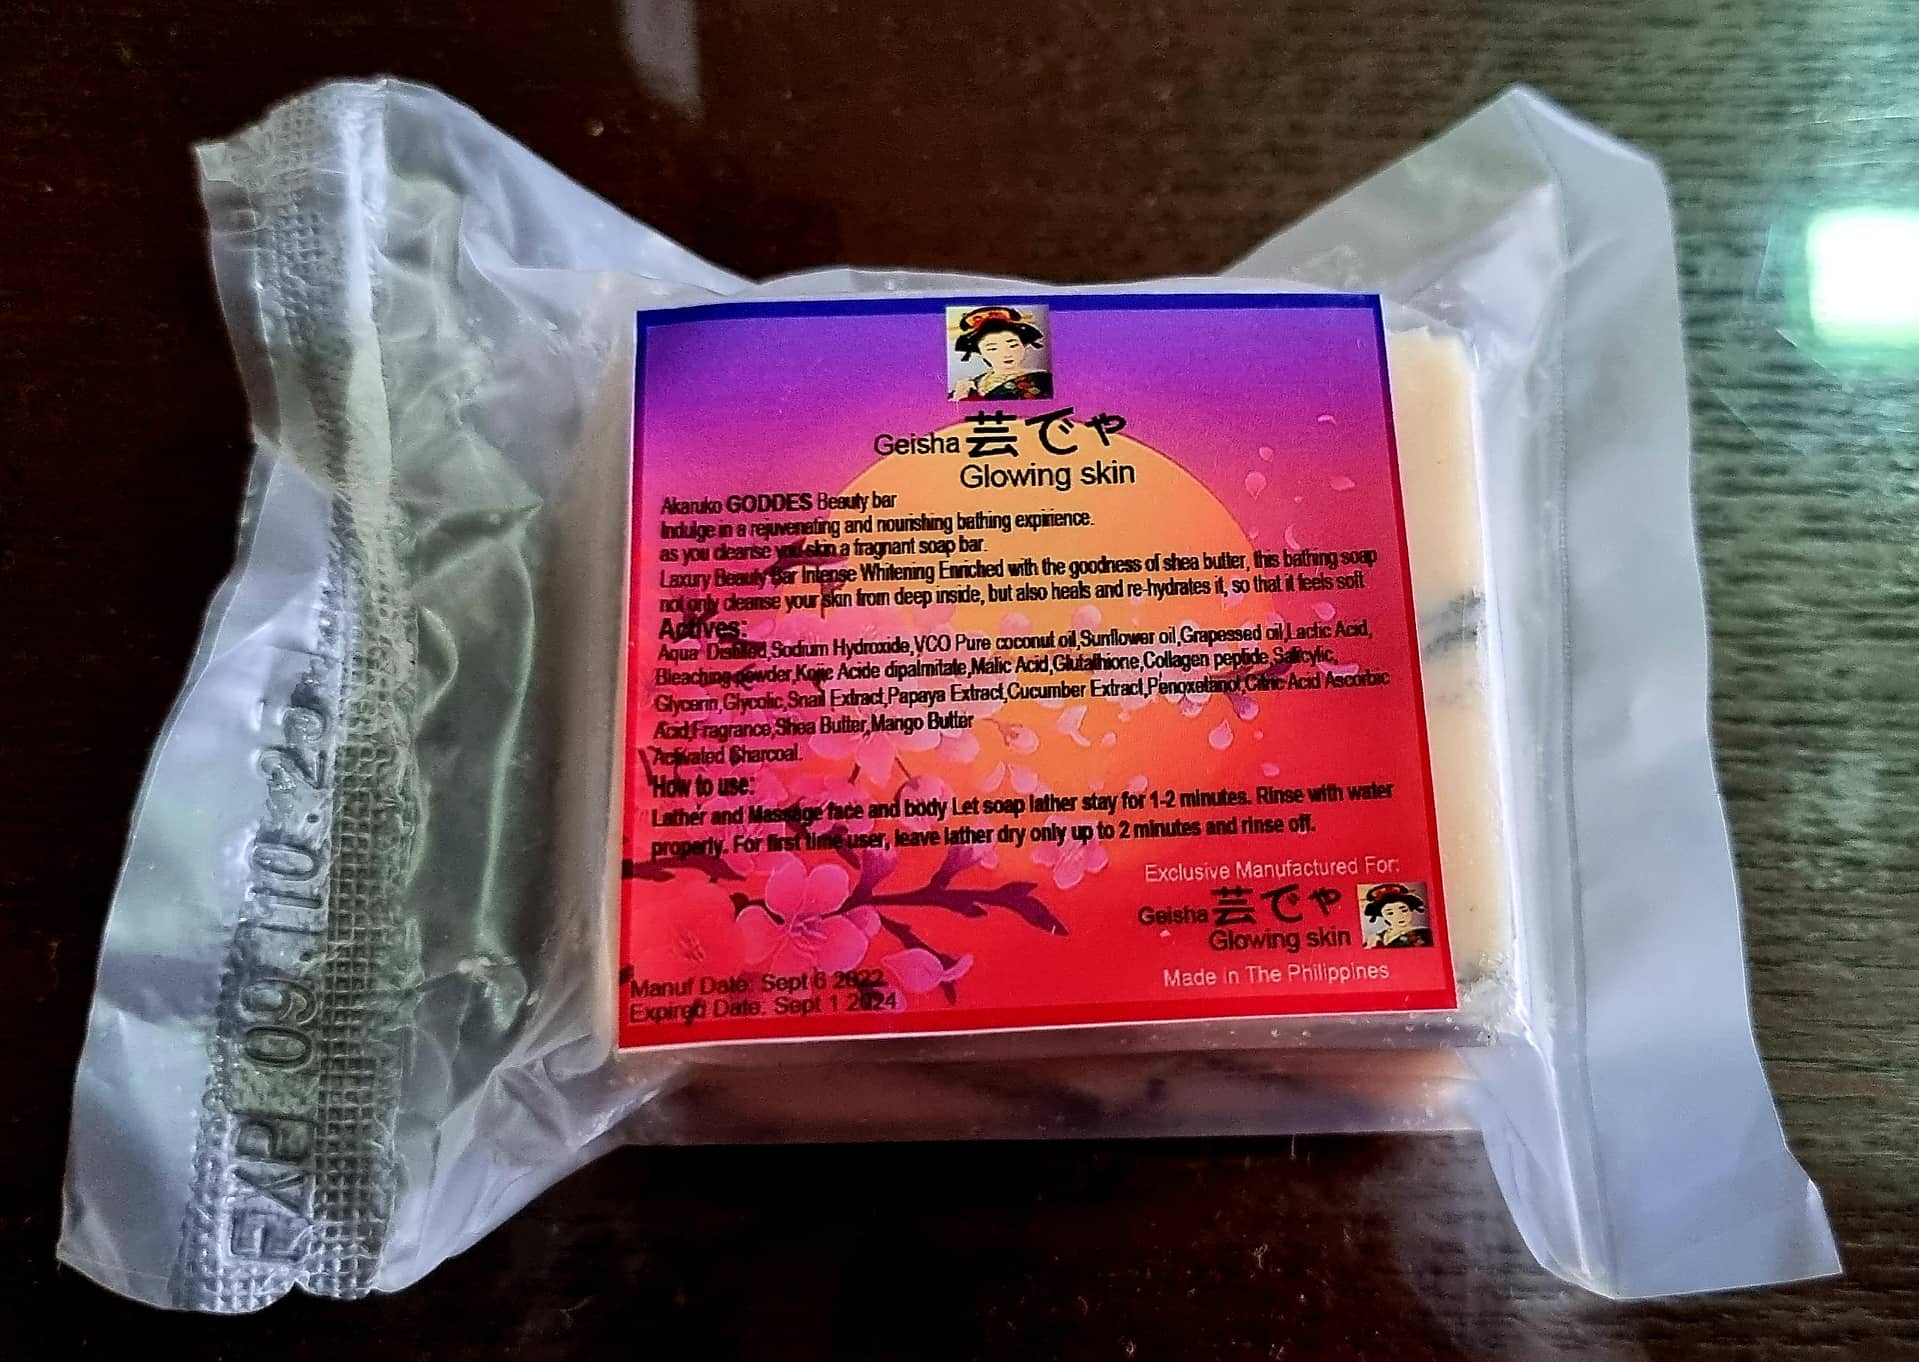 Geisha 芸でや
Glowing skin
Akaruko GODDES Beauty bar
Indulge in a rejuvenating and nourishing bathing expirience.
as you cleanse you skin a fragnant soap bar.
Laxury Beauty Bar Intense Whitening Enriched with the goodness of shea butter, this bathing soap
not only cleanse your skin from deep inside, but also heals and re-hydrates it, so that it feels soft
Actives:
Aqua Distilled,Sodium Hydroxide,VCO Pure coconut oil,Sunflower oil,Grapessed oil,Lactic Acid,
Bleaching powder,Kojic Acide dipalmitate,Malic Acid,Glutathione,Collagen peptide,Salicylic,
Glycerin,Glycolic,Snail Extract,Papaya Extract,Cucumber Extract,Penoxetanol,Citric Acid Ascorbic
Acid,Fragrance,Shea Butter,Mango Butter
Activated Charcoal.
How to use:
Lather and Massage face and body Let soap lather stay for 1-2 minutes. Rinse with water
properly. For first time user, leave lather dry only up to 2 minutes and rinse off.
Exclusive Manufactured For:
Geisha 芸でや
Glowing skin
Made in The Philippines
Manuf Date: Sept 6 2022
Expired Date: Sept 1 2024
EXP 09